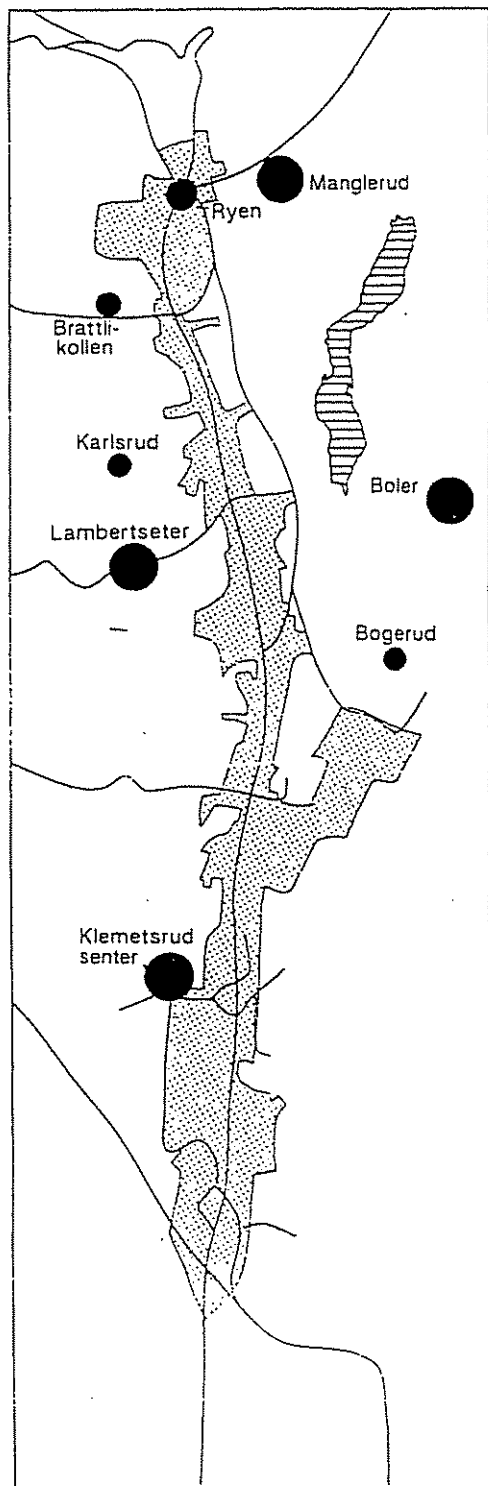 Manglerud
Ryen
Brattli-
kollen
Karlsrud
Boler
Lambertseter
Bogerud
Klemetsrud
senter